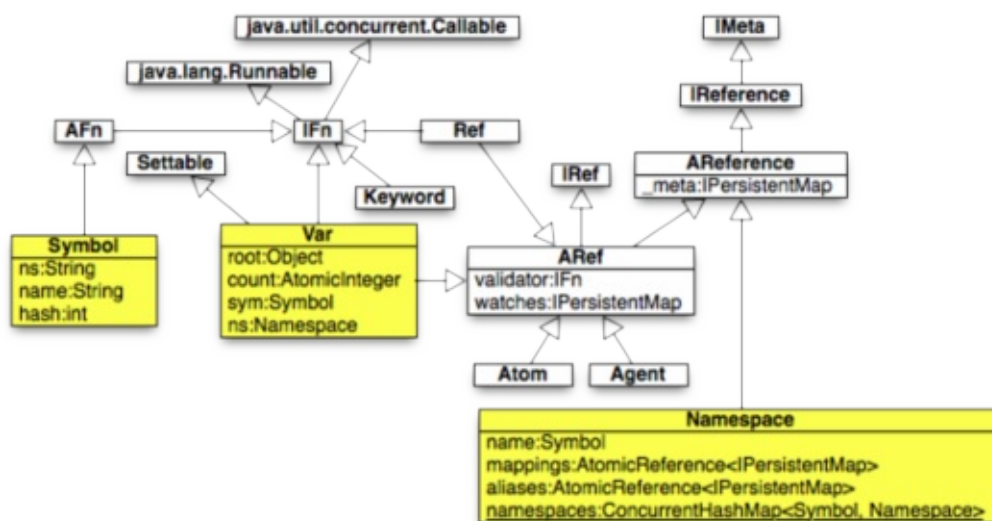 java.util.concurrent.Callable
IMeta
java.lang.Runnable
IReference
AFn
IFn
Ref
Settable
IRef
AReference
_meta:IPersistentMap
Keyword
Symbol
ns:String
name:String
hash:int
Var
root:Object
count:AtomicInteger
sym:Symbol
ns:Namespace
ARef
validator:IFn
watches:IPersistentMap
Atom
Agent
Namespace
name:Symbol
mappings:AtomicReference<IPersistentMap>
aliases:AtomicReference<IPersistentMap>
namespaces:ConcurrentHashMap<Symbol, Namespace>